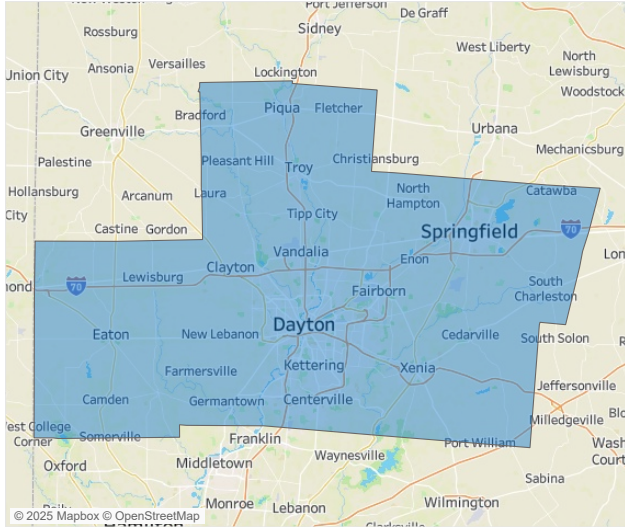 Port Jefferson
De Graff
Rossburg
Sidney
West Liberty
Ansonia
Versailles
North
Lewisburg
Union City
Lockington
Woodstock
Bradford
Piqua
Fletcher
Greenville
Urbana
Mechanicsburg
Palestine
Pleasant Hill
Troy
Christiansburg
Hollansburg
Arcanum
Laura
North
Hampton
Catawba
City
Tipp City
Castine
Gordon
Springfield
70
Vandalia
Enon
Clayton
Lewisburg
70
Fairborn
South
Charleston
Dayton
Eaton
New Lebanon
Cedarville
South Solon
Kettering
Xenia
Farmersville
Jeffersonville
Camden
Germantown
Centerville
Milledgeville
West College
Corner
Somerville
Franklin
Port William
Wash
Court
Oxford
Middletown
Waynesville
Sabina
Monroe
Lebanon
Wilmington
© 2025 Mapbox © OpenStreetMap